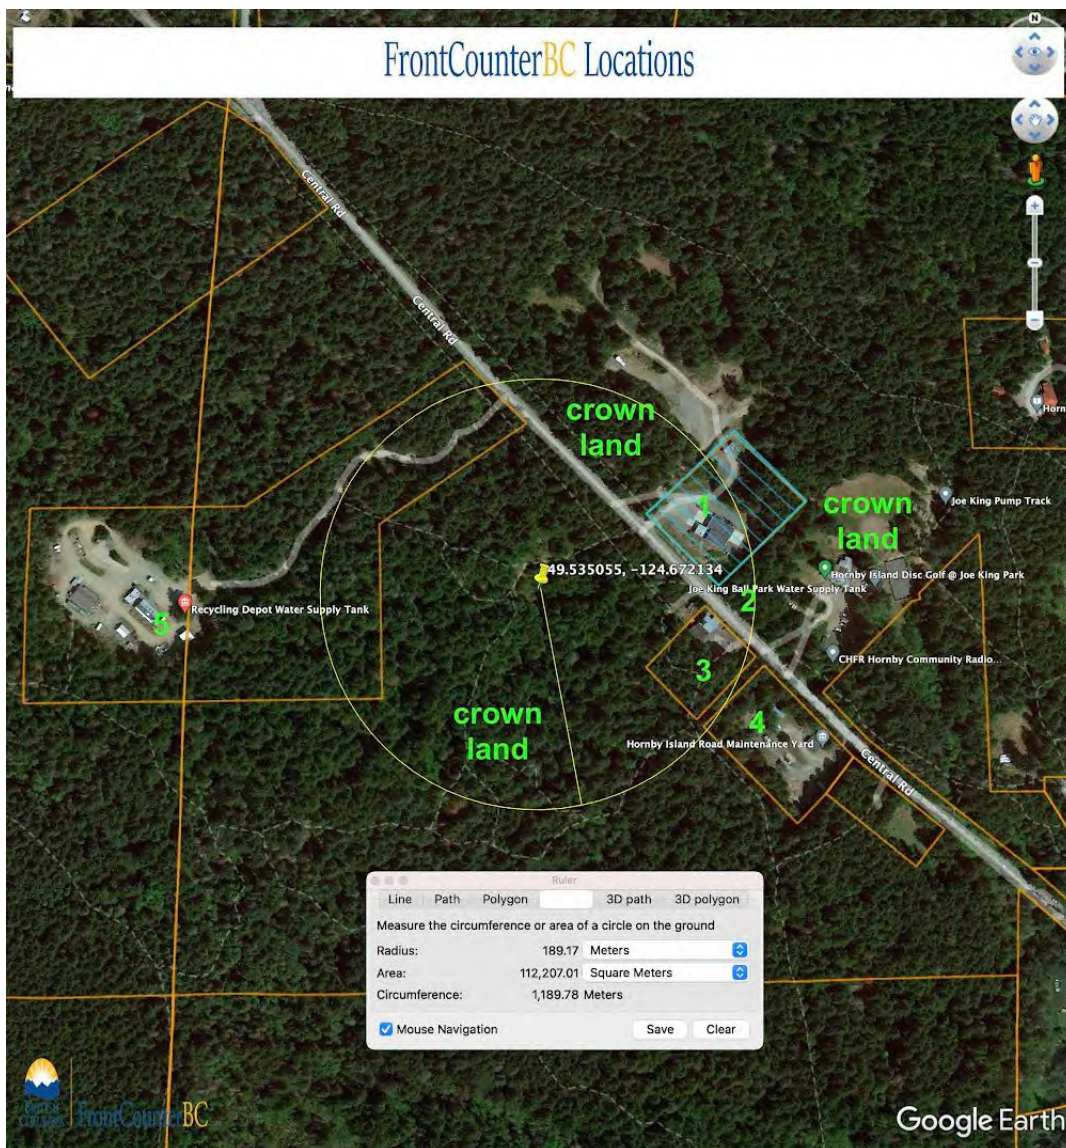 N
FrontCounterBC Locations
Central Rd
Central Rd
crown
land
Horn
1
crown
land
Joe King Pump Track
49.535055, -124.672134
Hornby Island Disc Golf @ Joe King Park
Joe King Ball Park Water Supply Tank
2
Recycling Depot Water Supply Tank
5
3
CHFR Hornby Community Radio...
crown
land
4
Hornby Island Road Maintenance Yard
Central Rd
Ruler
Line Path Polygon 3D path 3D polygon
Measure the circumference or area of a circle on the ground
Radius: 189.17 Meters
Area: 112,207.01 Square Meters
Circumference: 1,189.78 Meters
Mouse Navigation Save Clear
BRITISH
COLUMBIA
FrontCounterBC
Google Earth